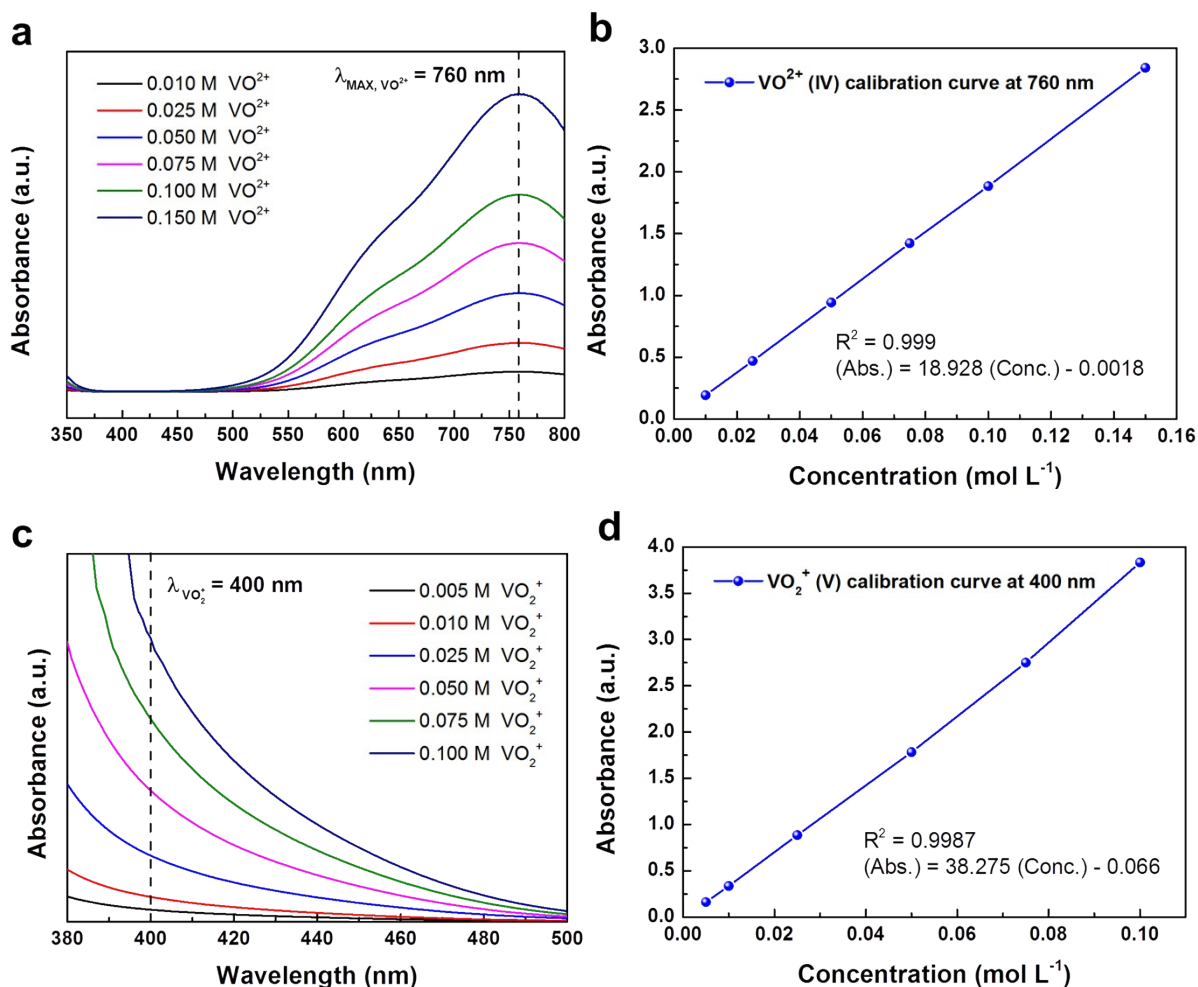 a
λMAX, VO²⁺ = 760 nm
0.010 M VO²⁺
0.025 M VO²⁺
0.050 M VO²⁺
0.075 M VO²⁺
0.100 M VO²⁺
0.150 M VO²⁺
Absorbance (a.u.)
350 400 450 500 550 600 650 700 750 800
Wavelength (nm)
b
3.0
2.5
2.0
1.5
1.0
0.5
0.0
VO²⁺ (IV) calibration curve at 760 nm
R² = 0.999
(Abs.) = 18.928 (Conc.) - 0.0018
Absorbance (a.u.)
0.00 0.02 0.04 0.06 0.08 0.10 0.12 0.14 0.16
Concentration (mol L⁻¹)
c
λVO₂⁺ = 400 nm
0.005 M VO₂⁺
0.010 M VO₂⁺
0.025 M VO₂⁺
0.050 M VO₂⁺
0.075 M VO₂⁺
0.100 M VO₂⁺
Absorbance (a.u.)
380 400 420 440 460 480 500
Wavelength (nm)
d
4.0
3.5
3.0
2.5
2.0
1.5
1.0
0.5
0.0
VO₂⁺ (V) calibration curve at 400 nm
R² = 0.9987
(Abs.) = 38.275 (Conc.) - 0.066
Absorbance (a.u.)
0.00 0.02 0.04 0.06 0.08 0.10
Concentration (mol L⁻¹)